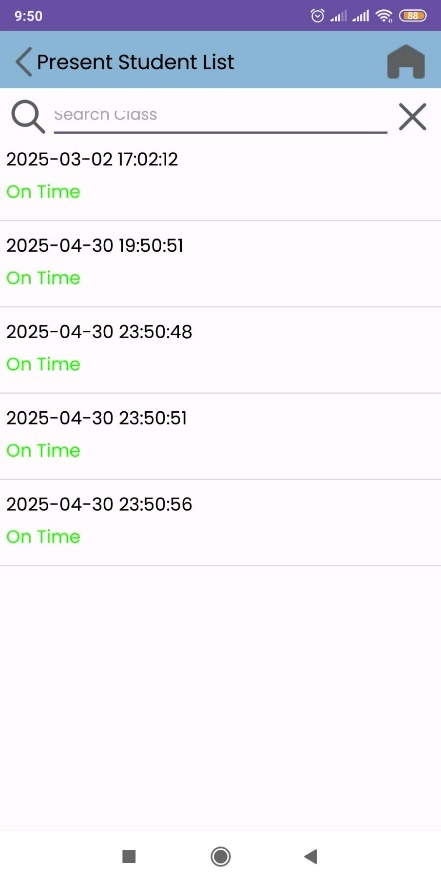 9:50
88
Present Student List
Search Class
2025-03-02 17:02:12
On Time
2025-04-30 19:50:51
On Time
2025-04-30 23:50:48
On Time
2025-04-30 23:50:51
On Time
2025-04-30 23:50:56
On Time